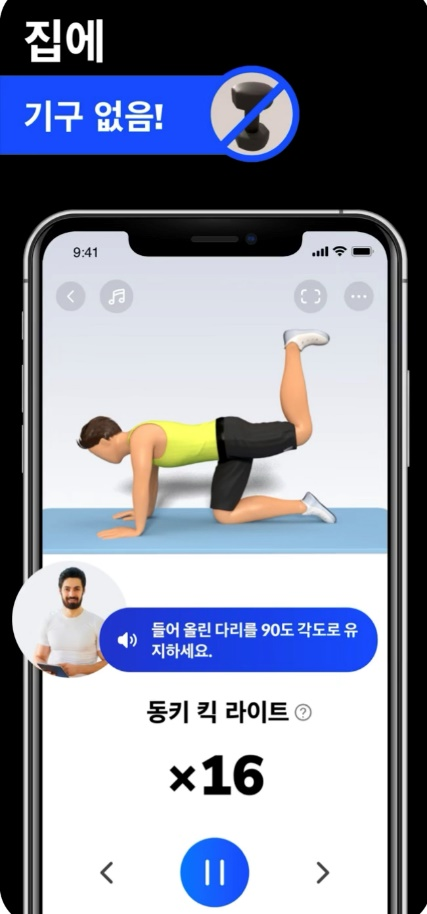 집에
기구 없음!
9:41
들어 올린 다리를 90도 각도로 유
지하세요.
동키 킥 라이트 ?
×16